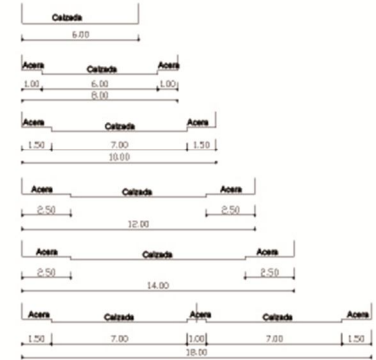 Calzada
6.00
Acera Calzada Acera
1.00 6.00 1.00
8.00
Acera Calzada Acera
1.50 7.00 1.50
10.00
Acera Calzada Acera
2.50 2.50
12.00
Acera Calzada Acera
2.50 2.50
14.00
Acera Calzada Acera Calzada Acera
1.50 7.00 1.00 7.00 1.50
18.00